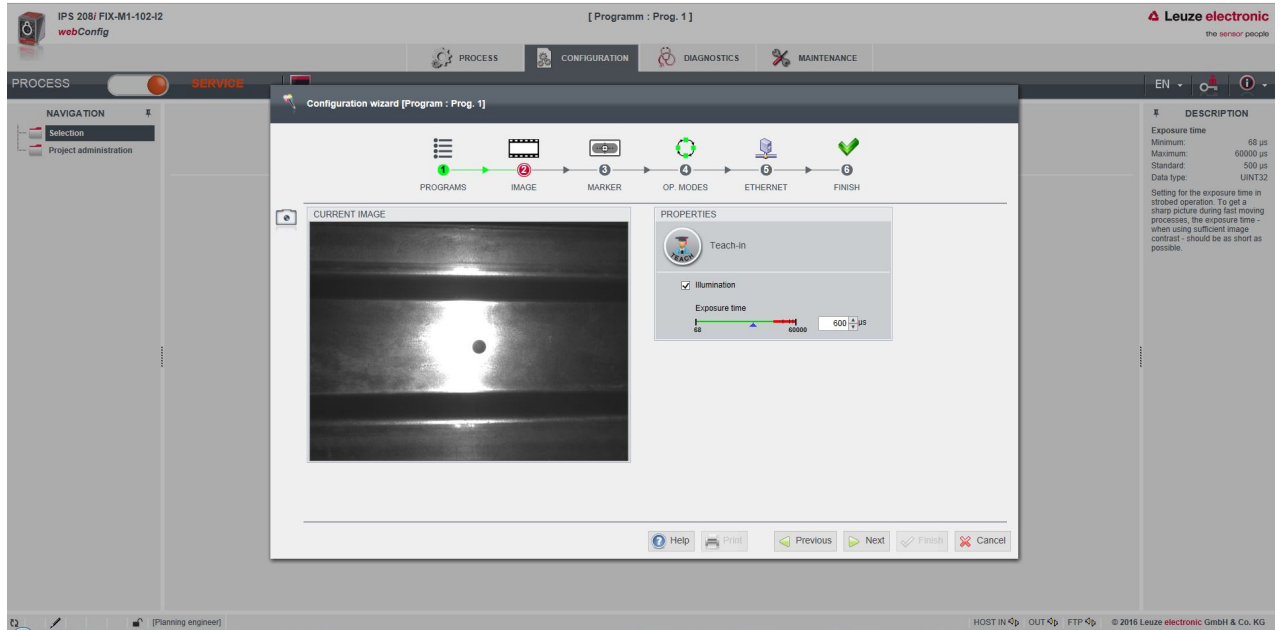 IPS 208i FIX-M1-102-I2
webConfig
[ Programm : Prog. 1 ]
Leuze electronic
the sensor people
PROCESS
CONFIGURATION
DIAGNOSTICS
MAINTENANCE
PROCESS
SERVICE
EN
NAVIGATION
Selection
Project administration
Configuration wizard [Program : Prog. 1]
1
2
3
4
5
6
PROGRAMS
IMAGE
MARKER
OP. MODES
ETHERNET
FINISH
CURRENT IMAGE
PROPERTIES
TEACH
Teach-in
Illumination
Exposure time
68
60000
600
µs
Help
Print
Previous
Next
Finish
Cancel
DESCRIPTION
Exposure time
Minimum: 68 µs
Maximum: 60000 µs
Standard: 500 µs
Data type: UINT32
Setting for the exposure time in
strobed operation. To get a
sharp picture during fast moving
processes, the exposure time -
when using sufficient image
contrast - should be as short as
possible.
[Planning engineer]
HOST IN
OUT
FTP
© 2016 Leuze electronic GmbH & Co. KG